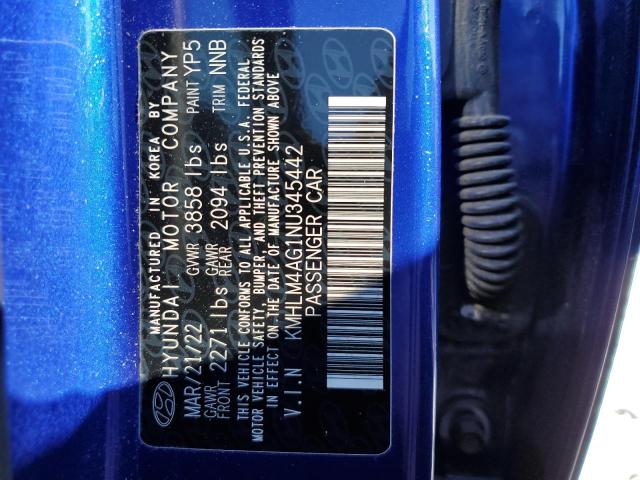 MANUFACTURED IN KOREA BY
HYUNDAI MOTOR COMPANY
MAR/21/22 GVWR 3858 lbs PAINT YP5
GAWR FRONT 2271 lbs GAWR REAR 2094 lbs TRIM NNB
THIS VEHICLE CONFORMS TO ALL APPLICABLE U.S.A. FEDERAL
MOTOR VEHICLE SAFETY, BUMPER, AND THEFT PREVENTION STANDARDS
IN EFFECT ON THE DATE OF MANUFACTURE SHOWN ABOVE
V.I.N KMHLM4AG1NU345442
PASSENGER CAR